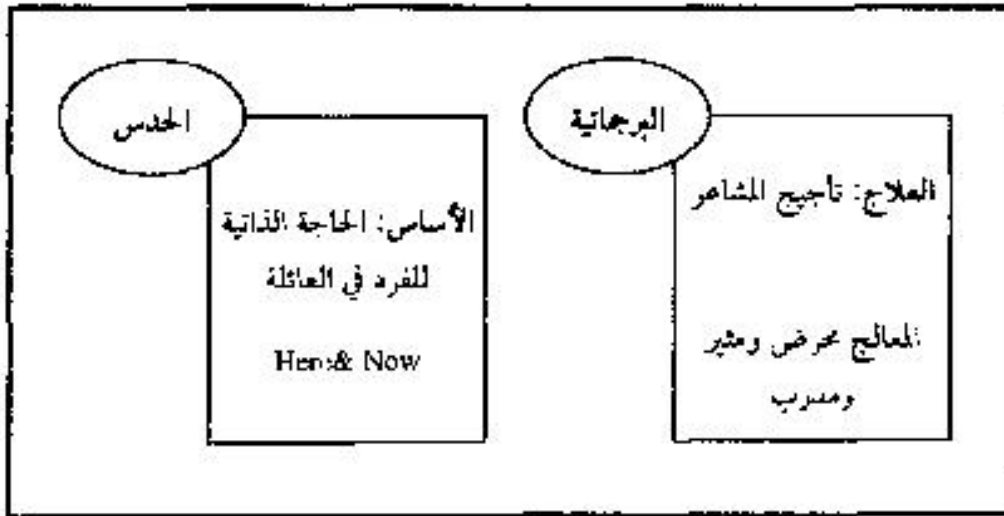 البرجماتية
العلاج: تأجيج المشاعر
المعالج محرض ومثير
ومدرب
الحدس
الأساس: الحاجة الذاتية
للفرد في العائلة
Here& Now